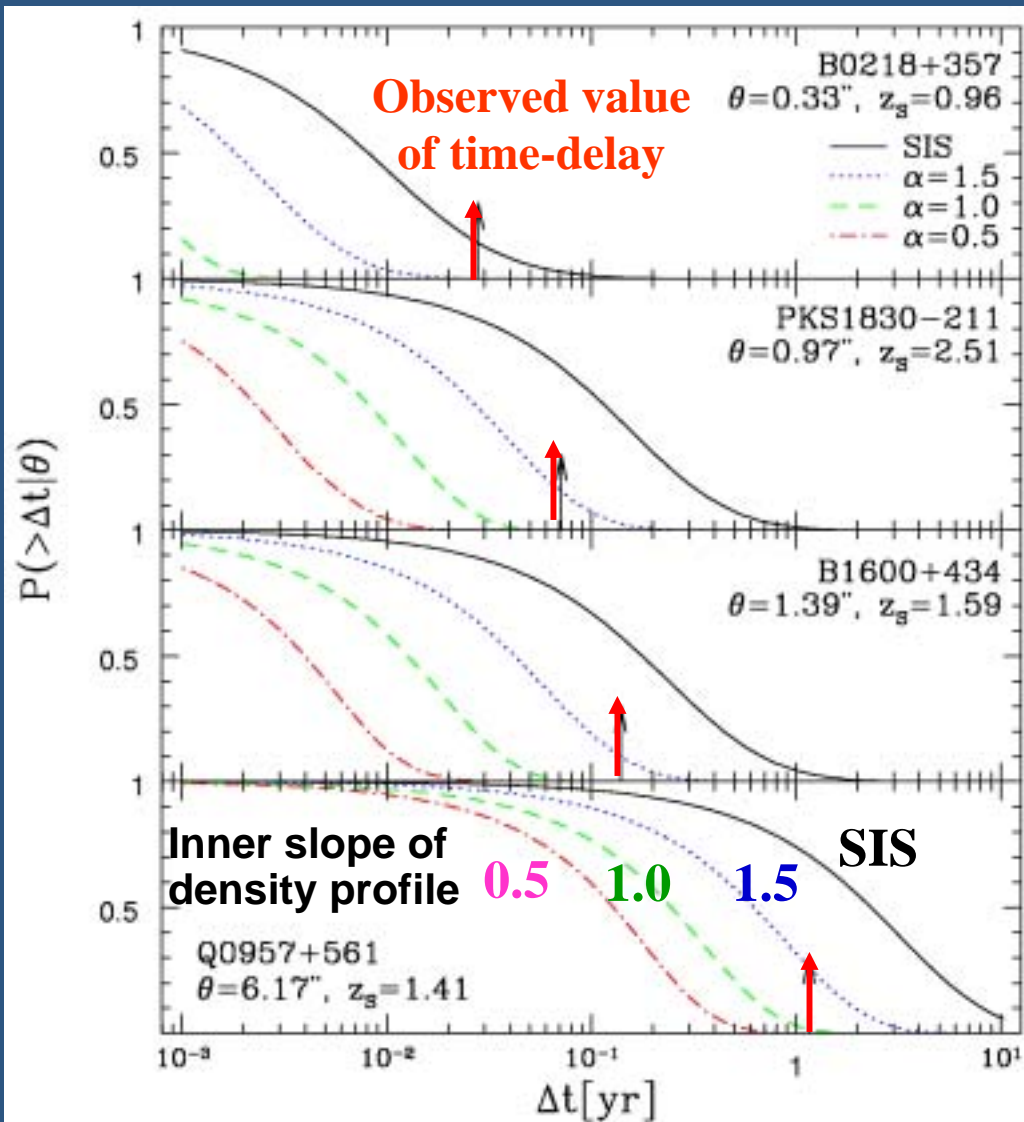 1
B0218+357
Observed value
of time-delay
θ=0.33", z_s=0.96
SIS
α=1.5
α=1.0
α=0.5
0.5
1
PKS1830−211
θ=0.97", z_s=2.51
0.5
P(>Δt|θ)
1
B1600+434
θ=1.39", z_s=1.59
0.5
1
Inner slope of
density profile
0.5
1.0
1.5
SIS
0.5
Q0957+561
θ=6.17", z_s=1.41
10⁻³
10⁻²
10⁻¹
1
10¹
Δt[yr]